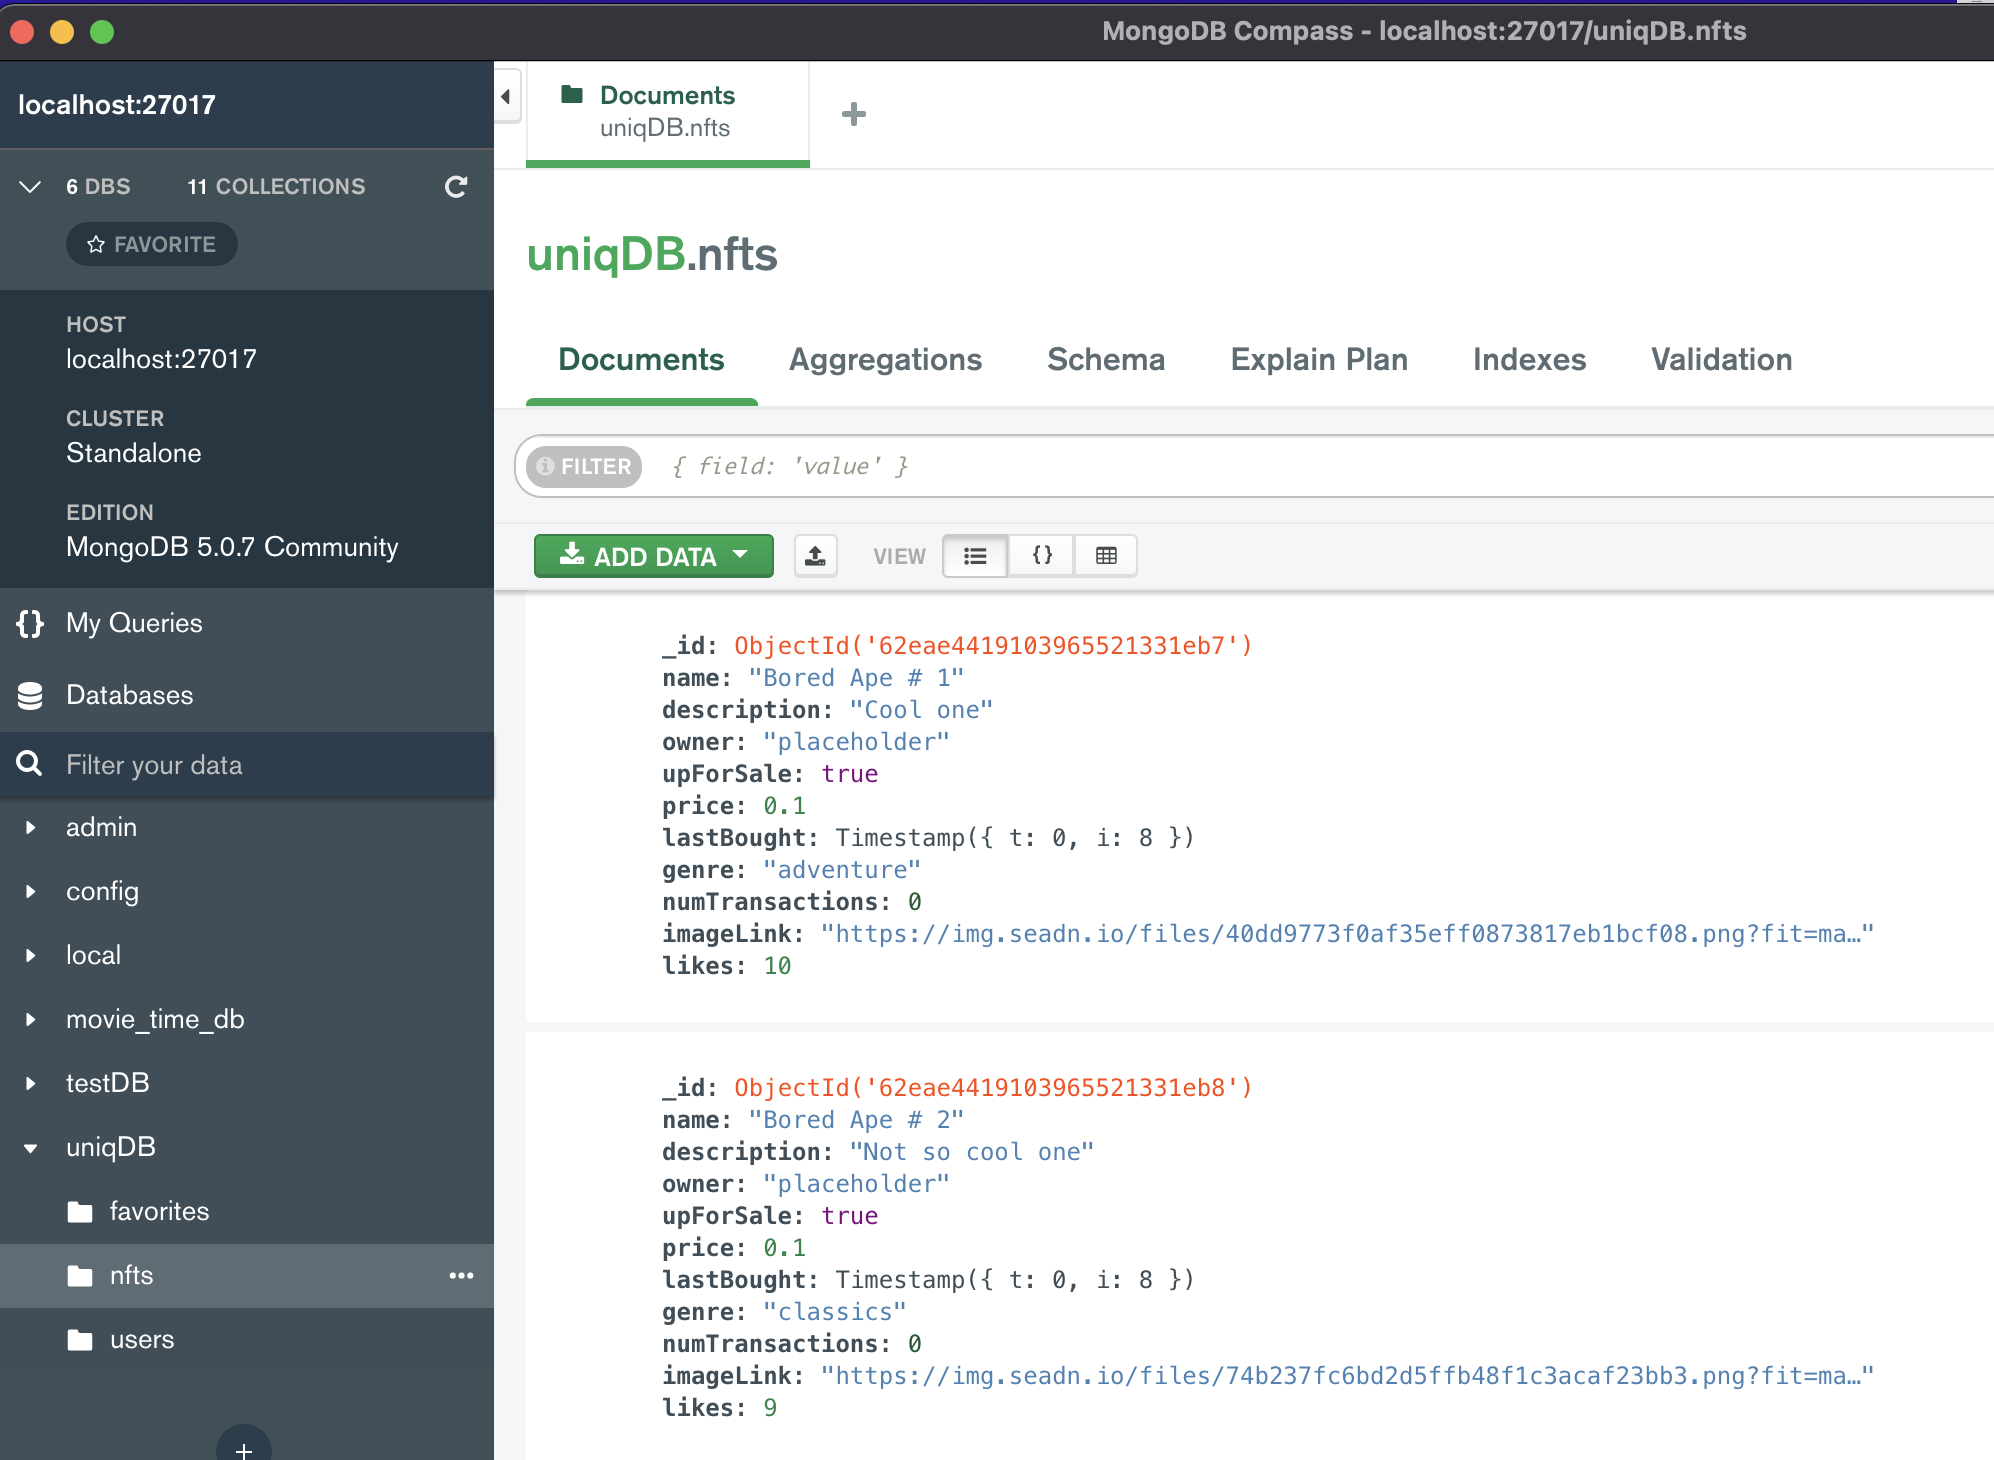 MongoDB Compass - localhost:27017/uniqDB.nfts
localhost:27017
6 DBS 11 COLLECTIONS
FAVORITE
HOST
localhost:27017
CLUSTER
Standalone
EDITION
MongoDB 5.0.7 Community
My Queries
Databases
Filter your data
admin
config
local
movie_time_db
testDB
uniqDB
favorites
nfts
users
Documents
uniqDB.nfts
uniqDB.nfts
Documents Aggregations Schema Explain Plan Indexes Validation
FILTER { field: 'value' }
ADD DATA VIEW {}
_id: ObjectId('62eae4419103965521331eb7')
name: "Bored Ape # 1"
description: "Cool one"
owner: "placeholder"
upForSale: true
price: 0.1
lastBought: Timestamp({ t: 0, i: 8 })
genre: "adventure"
numTransactions: 0
imageLink: "https://img.seadn.io/files/40dd9773f0af35eff0873817eb1bcf08.png?fit=ma…"
likes: 10
_id: ObjectId('62eae4419103965521331eb8')
name: "Bored Ape # 2"
description: "Not so cool one"
owner: "placeholder"
upForSale: true
price: 0.1
lastBought: Timestamp({ t: 0, i: 8 })
genre: "classics"
numTransactions: 0
imageLink: "https://img.seadn.io/files/74b237fc6bd2d5ffb48f1c3acaf23bb3.png?fit=ma…"
likes: 9